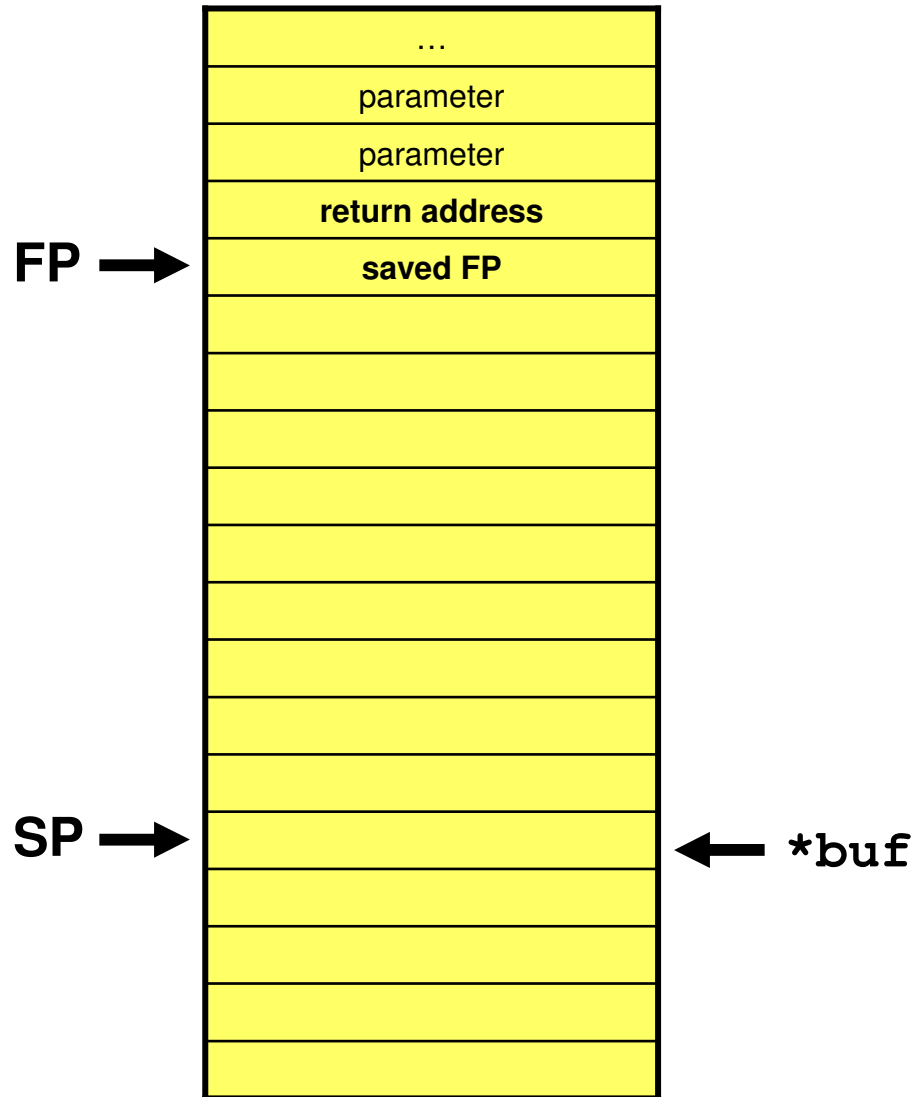 …
parameter
parameter
return address
FP
saved FP
SP
*buf